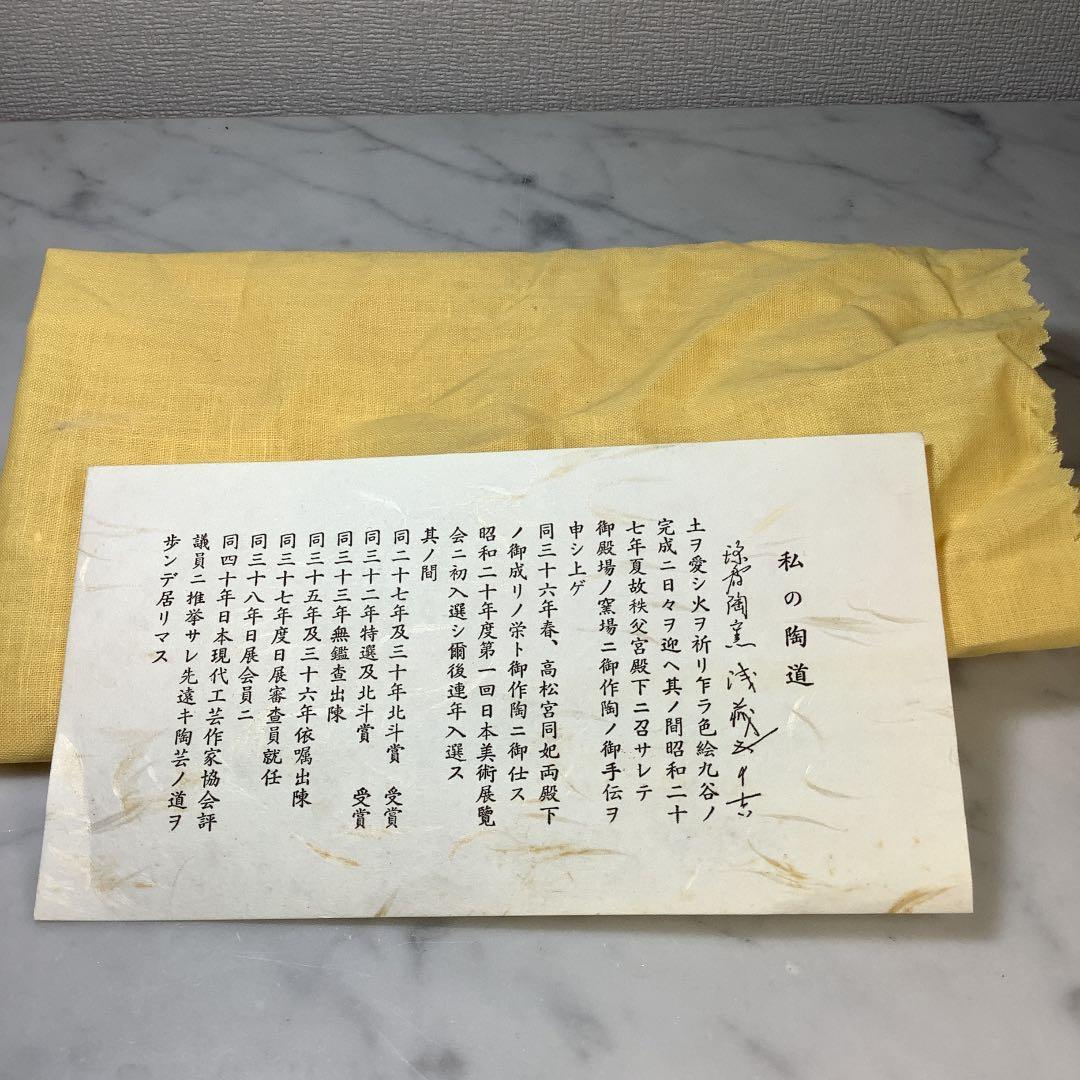 私の陶道
陶窯 浅蔵五十吉
土ヲ愛シ火ヲ祈リ乍ラ色絵九谷ノ
完成ニ日々ヲ迎ヘ其ノ間昭和二十
七年夏故秩父宮殿下ニ召サレテ
御殿場ノ窯場ニ御作陶ノ御手伝ヲ
申シ上ゲ
同三十六年春、高松宮同妃両殿下
ノ御成リノ栄ト御作陶ニ御仕ス
昭和二十年度第一回日本美術展覧
会ニ初入選シ爾後連年入選ス
其ノ間
同二十七年及三十年北斗賞 受賞
同三十二年特選及北斗賞 受賞
同三十三年無鑑査出陳
同三十五年及三十六年依嘱出陳
同三十七年度日展審査員就任
同三十八年日展会員ニ
同四十年日本現代工芸作家協会評
議員ニ推挙サレ先遠キ陶芸ノ道ヲ
歩ンデ居リマス